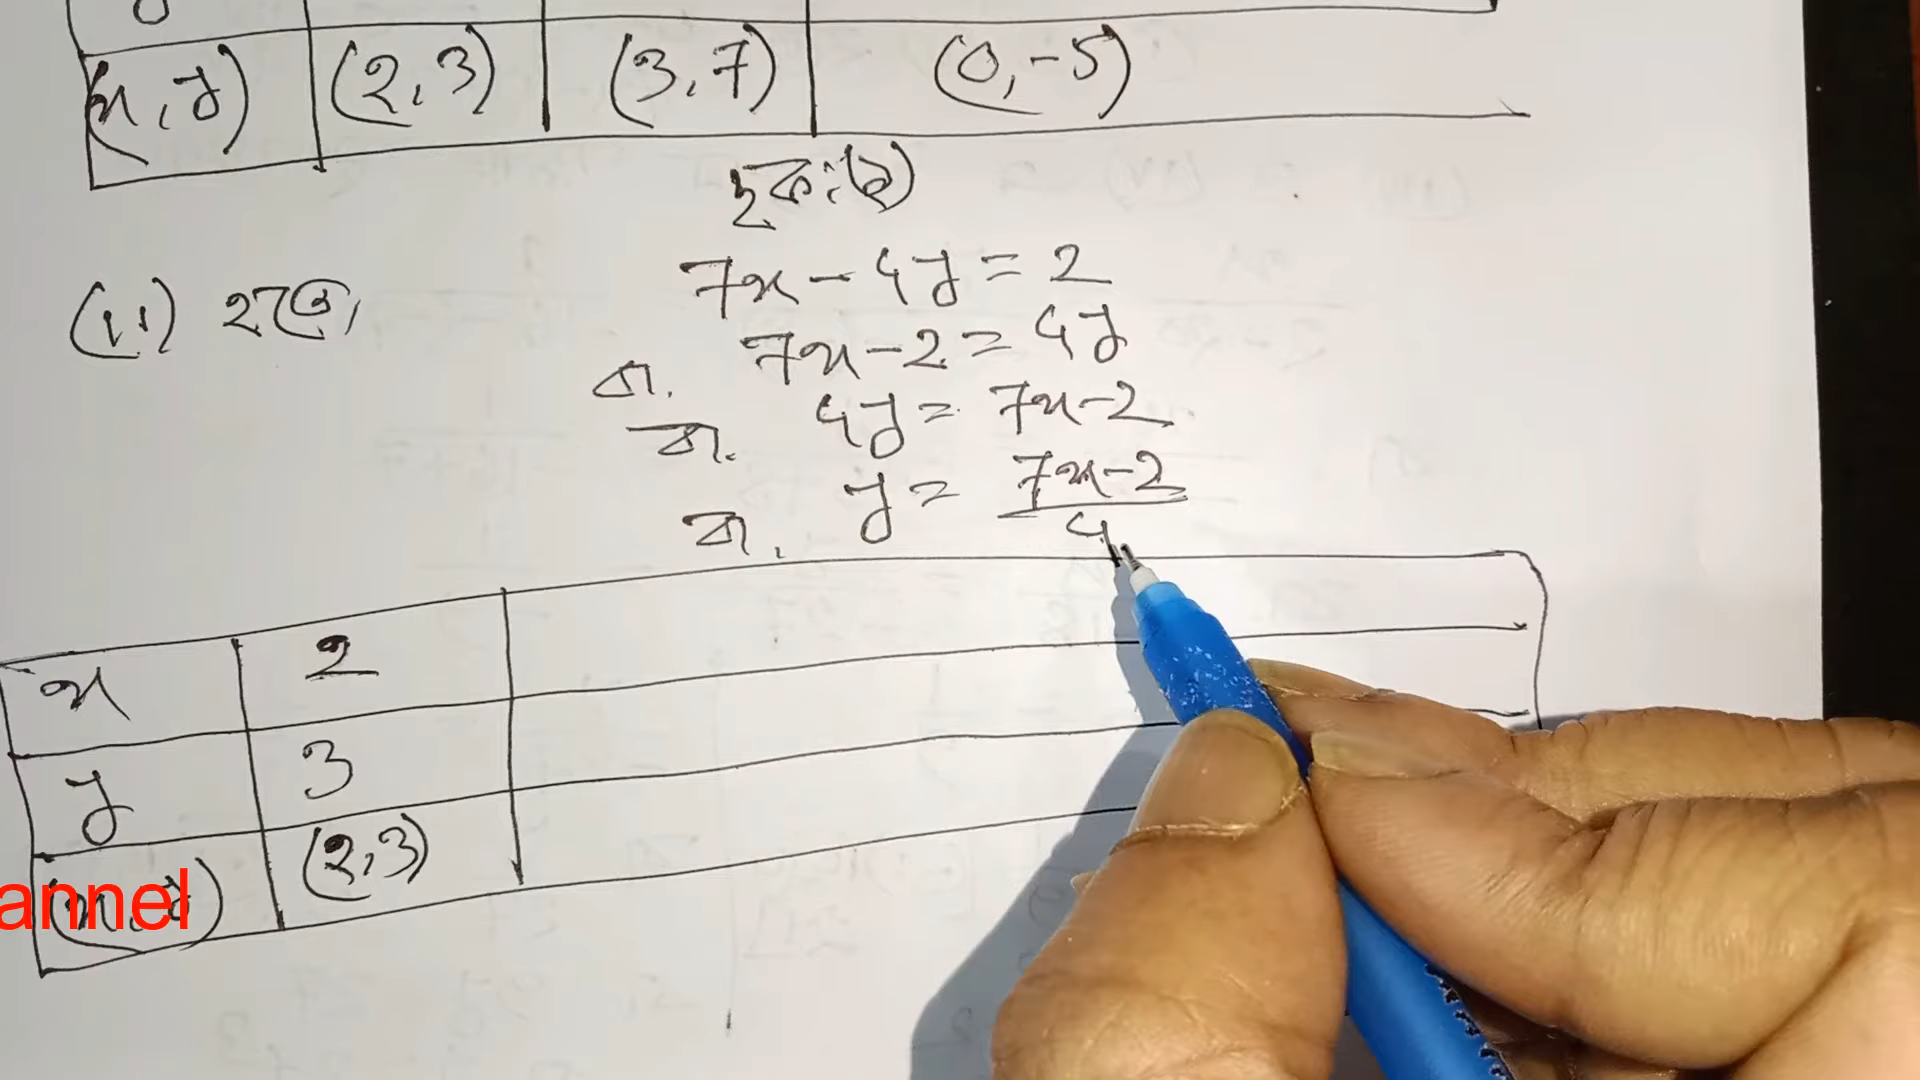 (x, y) (2, 3) (3, 7) (0, -5)
7x - 4y = 2
(ii)
বা. 7x - 2 = 4y
বা. 4y = 7x - 2
বা. y = 7x - 2 / 4
x 2
y 3
(x, y) (2, 3)
annel